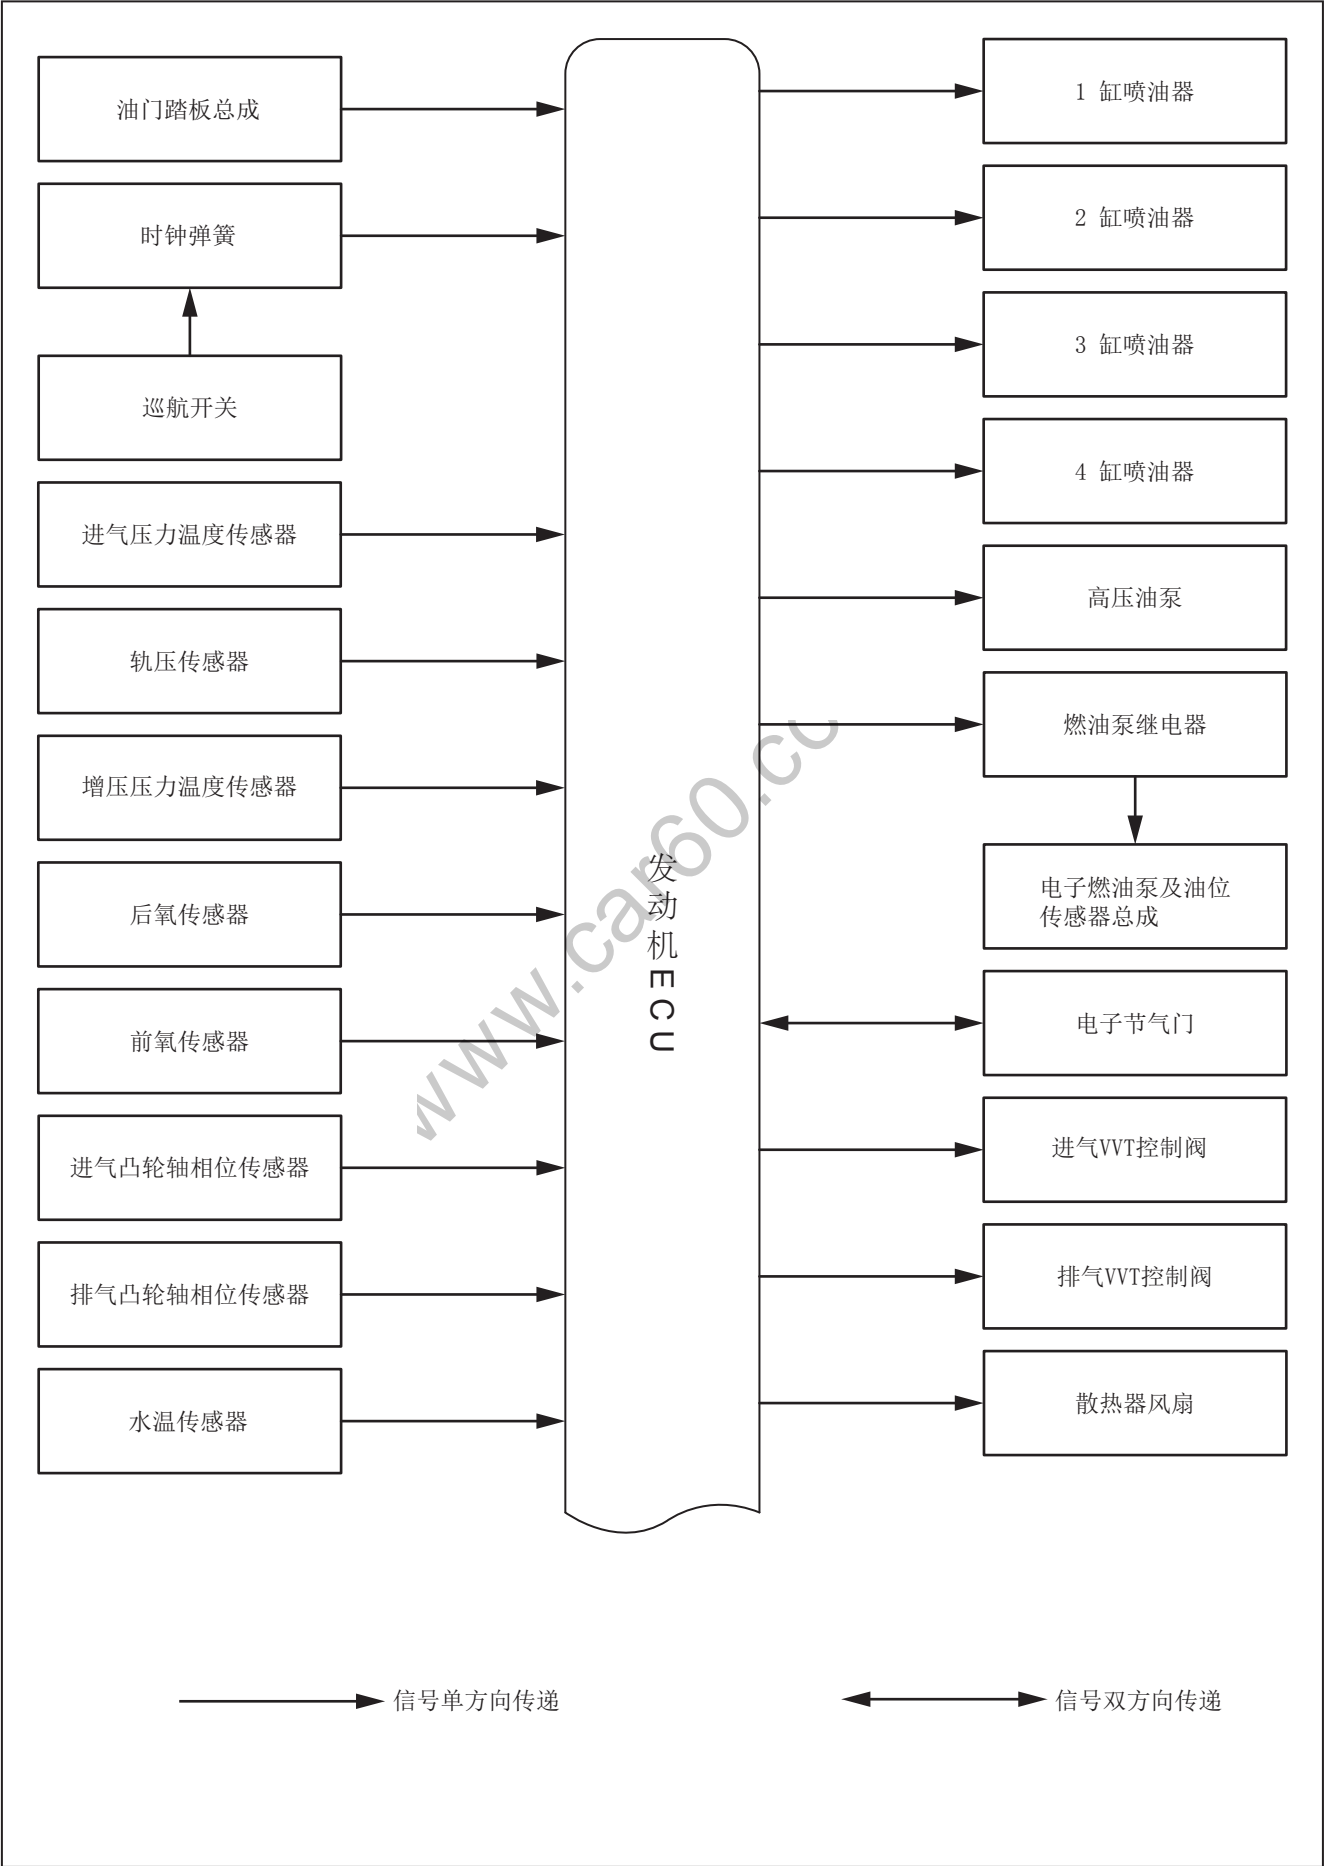 油门踏板总成
时钟弹簧
巡航开关
进气压力温度传感器
轨压传感器
增压压力温度传感器
后氧传感器
前氧传感器
进气凸轮轴相位传感器
排气凸轮轴相位传感器
水温传感器
发动机ECU
www.car60.co
1 缸喷油器
2 缸喷油器
3 缸喷油器
4 缸喷油器
高压油泵
燃油泵继电器
电子燃油泵及油位
传感器总成
电子节气门
进气VVT控制阀
排气VVT控制阀
散热器风扇
信号单方向传递
信号双方向传递